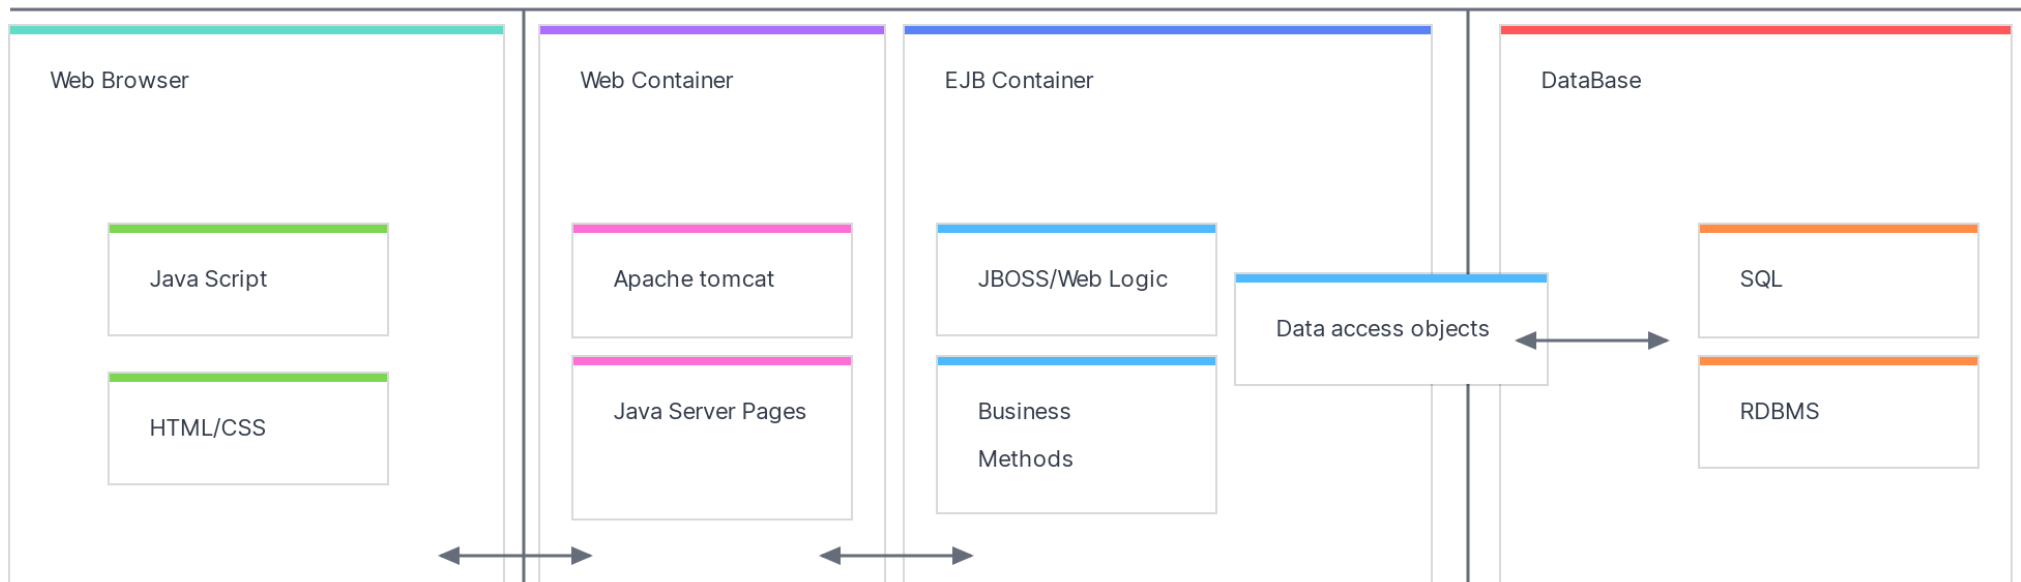 Web Browser
Web Container
EJB Container
DataBase
Java Script
Apache tomcat
JBOSS/Web Logic
SQL
Data access objects
HTML/CSS
Java Server Pages
Business
Methods
RDBMS